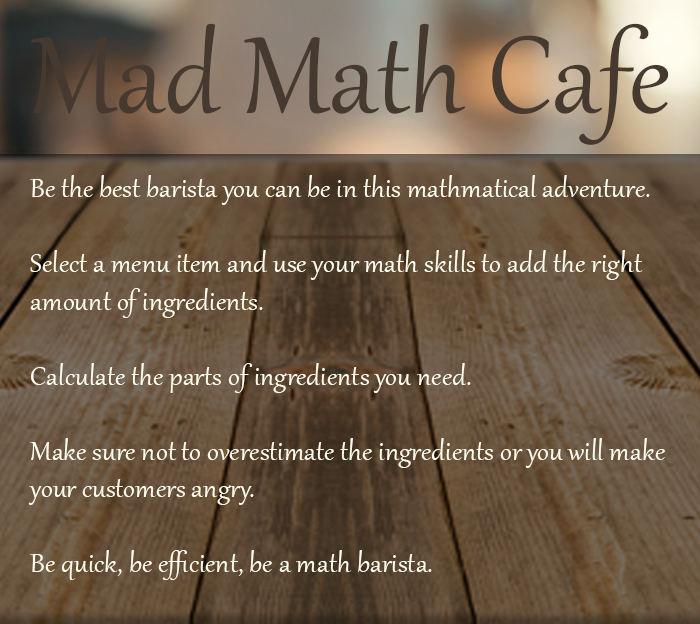 Mad Math Cafe
Be the best barista you can be in this mathmatical adventure.
Select a menu item and use your math skills to add the right
amount of ingredients.
Calculate the parts of ingredients you need.
Make sure not to overestimate the ingredients or you will make
your customers angry.
Be quick, be efficient, be a math barista.